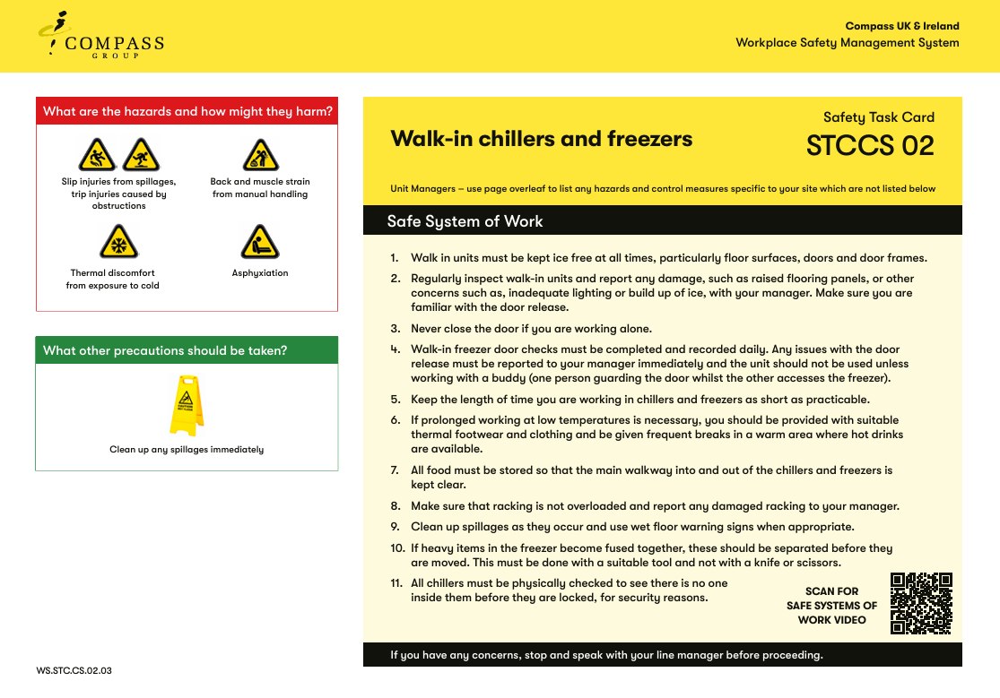 COMPASS
GROUP
Compass UK & Ireland
Workplace Safety Management System
What are the hazards and how might they harm?
Slip injuries from spillages,
trip injuries caused by
obstructions
Back and muscle strain
from manual handling
Thermal discomfort
from exposure to cold
Asphyxiation
What other precautions should be taken?
CAUTION
Clean up any spillages immediately
WS.STC.CS.02.03
Walk-in chillers and freezers
Safety Task Card
STCCS 02
Unit Managers – use page overleaf to list any hazards and control measures specific to your site which are not listed below
Safe System of Work
1. Walk in units must be kept ice free at all times, particularly floor surfaces, doors and door frames.
2. Regularly inspect walk-in units and report any damage, such as raised flooring panels, or other
concerns such as, inadequate lighting or build up of ice, with your manager. Make sure you are
familiar with the door release.
3. Never close the door if you are working alone.
4. Walk-in freezer door checks must be completed and recorded daily. Any issues with the door
release must be reported to your manager immediately and the unit should not be used unless
working with a buddy (one person guarding the door whilst the other accesses the freezer).
5. Keep the length of time you are working in chillers and freezers as short as practicable.
6. If prolonged working at low temperatures is necessary, you should be provided with suitable
thermal footwear and clothing and be given frequent breaks in a warm area where hot drinks
are available.
7. All food must be stored so that the main walkway into and out of the chillers and freezers is
kept clear.
8. Make sure that racking is not overloaded and report any damaged racking to your manager.
9. Clean up spillages as they occur and use wet floor warning signs when appropriate.
10. If heavy items in the freezer become fused together, these should be separated before they
are moved. This must be done with a suitable tool and not with a knife or scissors.
11. All chillers must be physically checked to see there is no one
inside them before they are locked, for security reasons.
SCAN FOR
SAFE SYSTEMS OF
WORK VIDEO
If you have any concerns, stop and speak with your line manager before proceeding.